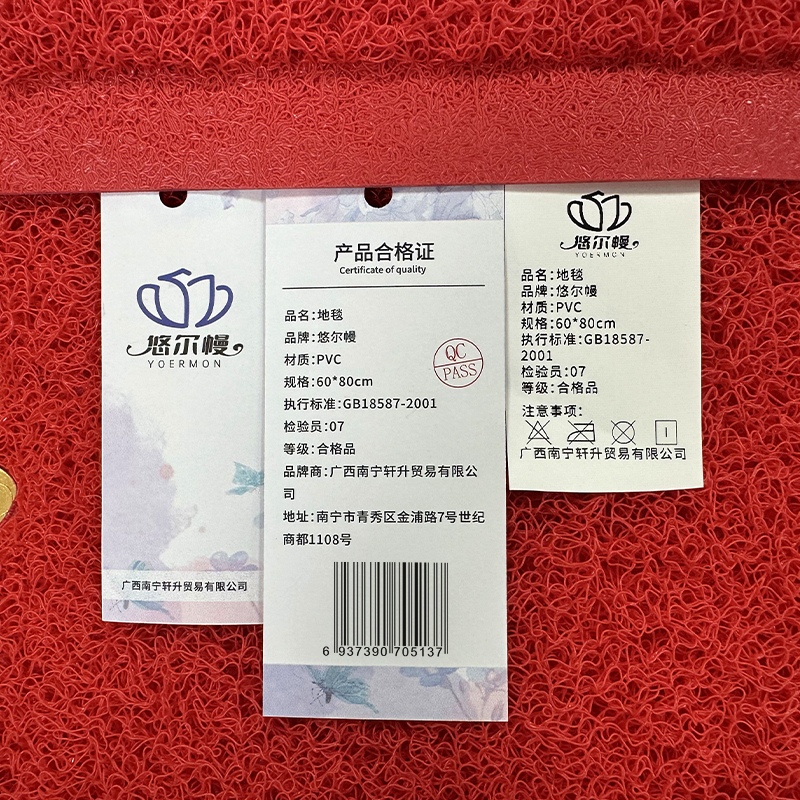 悠尔幔
YOERMON
广西南宁轩升贸易有限公司
产品合格证
Certificate of quality
品名:地毯
品牌:悠尔幔
材质:PVC
规格:60*80cm
执行标准:GB18587-2001
检验员:07
等级:合格品
品牌商:广西南宁轩升贸易有限公
司
地址:南宁市青秀区金浦路7号世纪
商都1108号
QC
PASS
6 937390 705137
悠尔幔
YOERMON
品名:地毯
品牌:悠尔幔
材质:PVC
规格:60*80cm
执行标准:GB18587-
2001
检验员:07
等级:合格品
注意事项:
广西南宁轩升贸易有限公司